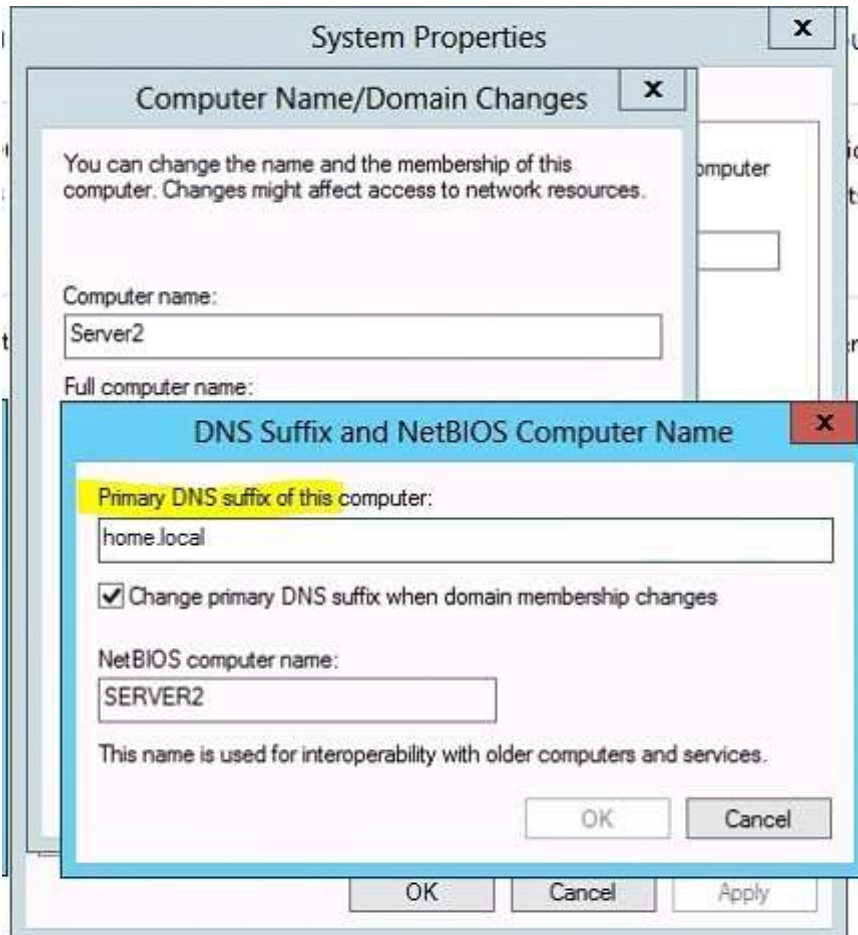 System Properties
x
Computer Name/Domain Changes
x
You can change the name and the membership of this
computer. Changes might affect access to network resources.
omputer
Computer name:
Server2
Full computer name:
DNS Suffix and NetBIOS Computer Name
x
Primary DNS suffix of this computer:
home.local
Change primary DNS suffix when domain membership changes
NetBIOS computer name:
SERVER2
This name is used for interoperability with older computers and services.
OK Cancel
OK Cancel Apply